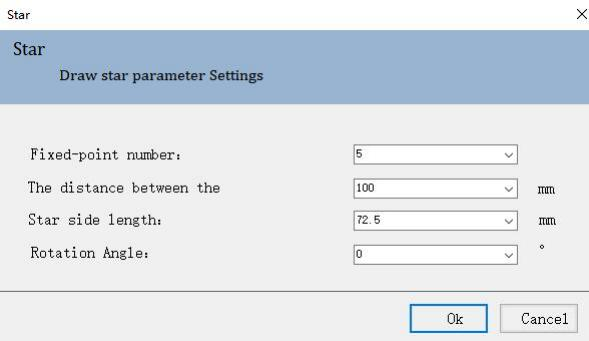 Star
Star
Draw star parameter Settings
Fixed-point number: 5
The distance between the 100 mm
Star side length: 72.5 mm
Rotation Angle: 0 °
Ok Cancel